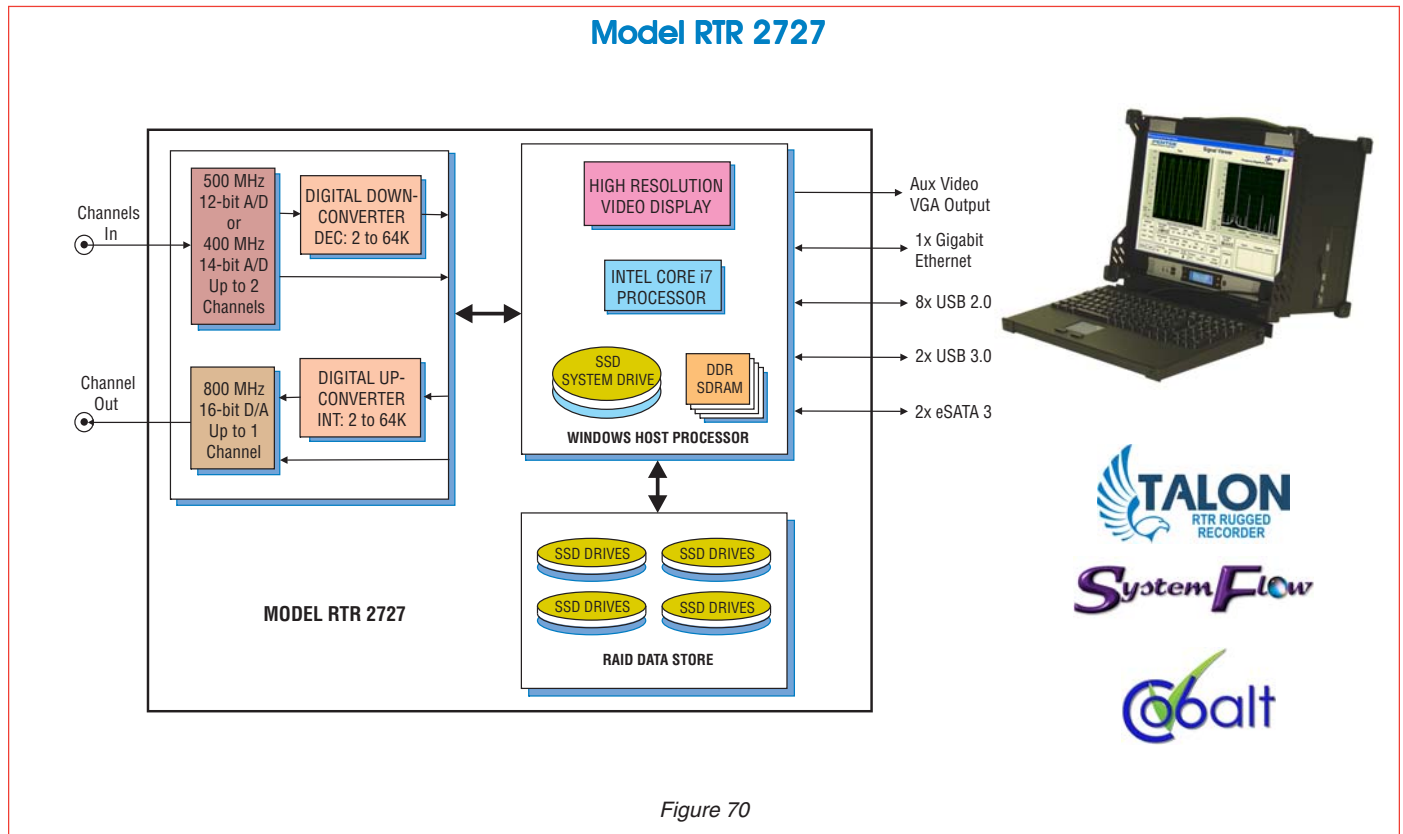 Model RTR 2727
Channels
In
500 MHz
12-bit A/D
or
400 MHz
14-bit A/D
Up to 2
Channels
DIGITAL DOWN-
CONVERTER
DEC: 2 to 64K
Channel
Out
800 MHz
16-bit D/A
Up to 1
Channel
DIGITAL UP-
CONVERTER
INT: 2 to 64K
MODEL RTR 2727
HIGH RESOLUTION
VIDEO DISPLAY
INTEL CORE i7
PROCESSOR
SSD
SYSTEM DRIVE
DDR
SDRAM
WINDOWS HOST PROCESSOR
SSD DRIVES
SSD DRIVES
SSD DRIVES
SSD DRIVES
RAID DATA STORE
Aux Video
VGA Output
1x Gigabit
Ethernet
8x USB 2.0
2x USB 3.0
2x eSATA 3
Signal Viewer
TALON
RTR RUGGED
RECORDER
SystemFlow
Cobalt
Figure 70